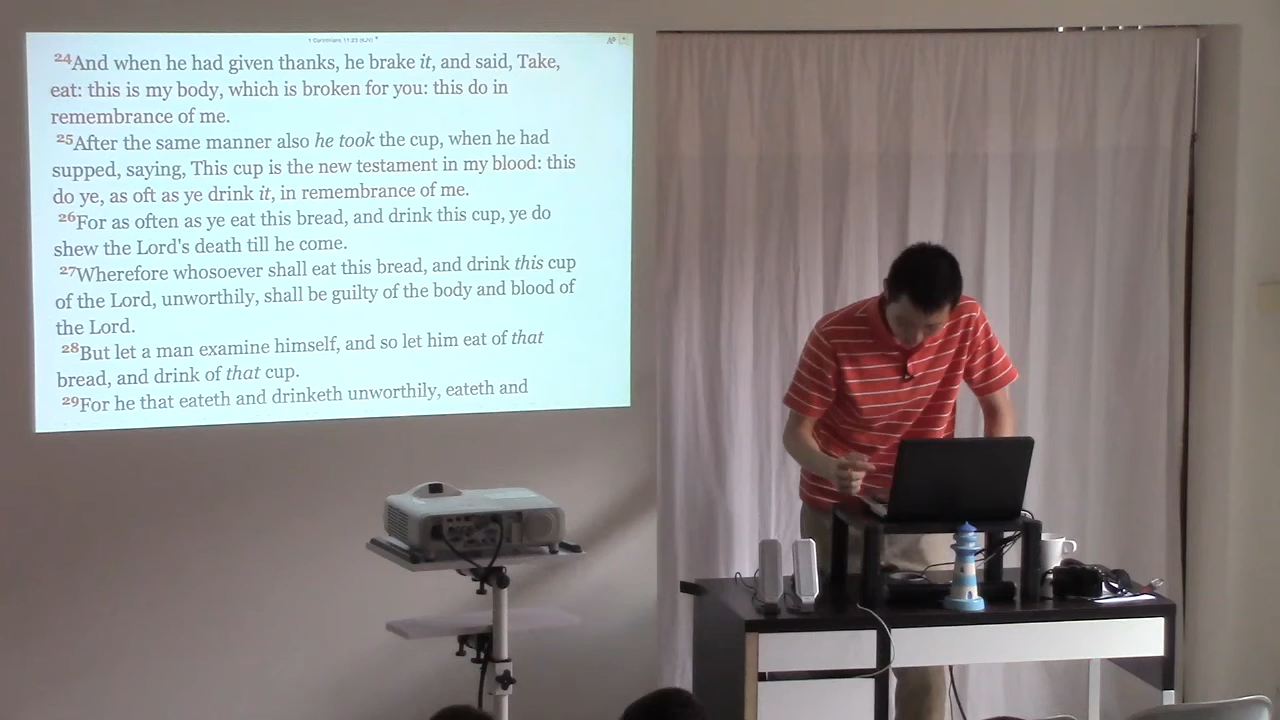 1 Corinthians 11:23 (KJV)
24And when he had given thanks, he brake it, and said, Take,
eat: this is my body, which is broken for you: this do in
remembrance of me.
25After the same manner also he took the cup, when he had
supped, saying, This cup is the new testament in my blood: this
do ye, as oft as ye drink it, in remembrance of me.
26For as often as ye eat this bread, and drink this cup, ye do
shew the Lord's death till he come.
27Wherefore whosoever shall eat this bread, and drink this cup
of the Lord, unworthily, shall be guilty of the body and blood of
the Lord.
28But let a man examine himself, and so let him eat of that
bread, and drink of that cup.
29For he that eateth and drinketh unworthily, eateth and